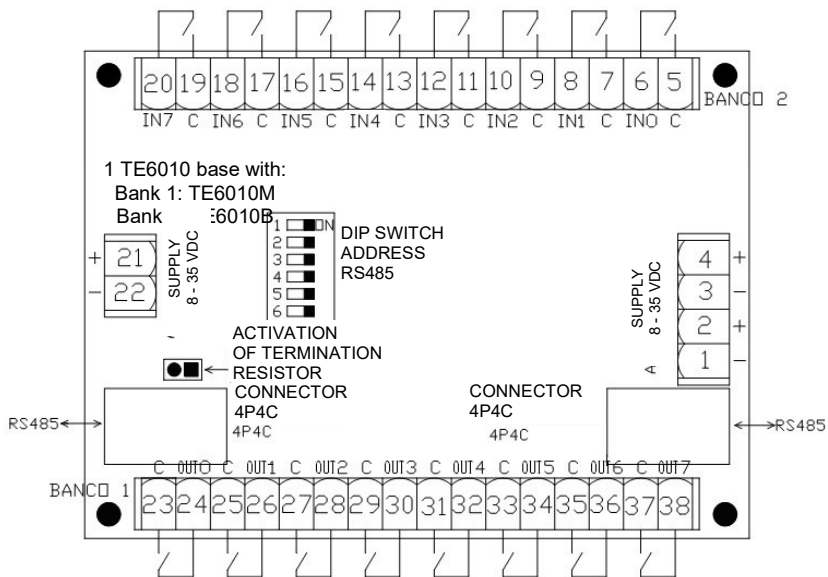 20 19 18 17 16 15 14 13 12 11 10 9 8 7 6 5
BANCO 2
IN7 C IN6 C IN5 C IN4 C IN3 C IN2 C IN1 C IN0 C
1 TE6010 base with:
Bank 1: TE6010M
Bank E6010B
1 ON
2
3
4
5
6
DIP SWITCH
ADDRESS
RS485
+ 21
- 22
SUPPLY
8 - 35 VDC
SUPPLY
8 - 35 VDC
4 +
3 -
2 +
1 -
A
ACTIVATION
OF TERMINATION
RESISTOR
CONNECTOR
4P4C
4P4C
CONNECTOR
4P4C
4P4C
RS485
RS485
C OUT0 C OUT1 C OUT2 C OUT3 C OUT4 C OUT5 C OUT6 C OUT7
BANCO 1
23 24 25 26 27 28 29 30 31 32 33 34 35 36 37 38